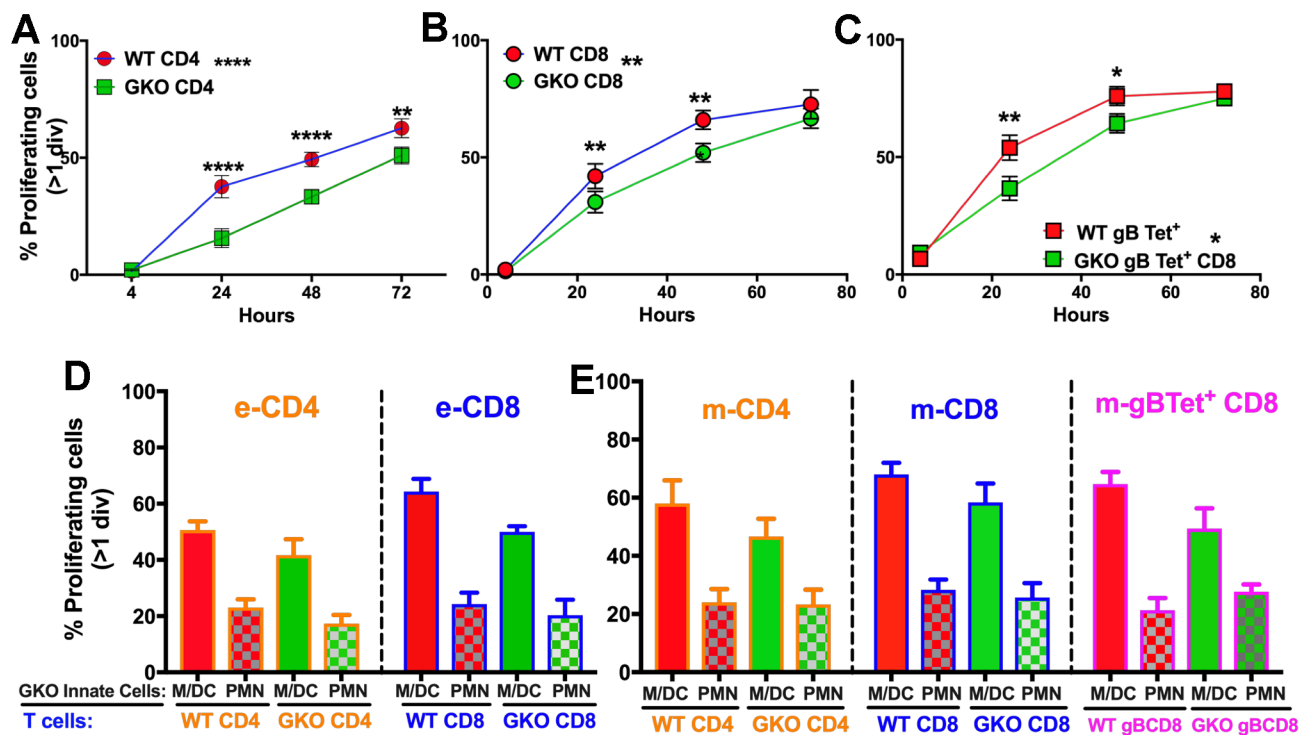 A
% Proliferating cells
(>1 div)
100
50
0
WT CD4 ****
GKO CD4
****
****
**
4 24 48 72
Hours
B
100
50
0
WT CD8
GKO CD8
**
**
**
0 20 40 60 80
Hours
C
100
50
0
**
*
WT gB Tet+
GKO gB Tet+ CD8
*
0 20 40 60 80
Hours
D
% Proliferating cells
(>1 div)
100
80
60
40
20
0
e-CD4
e-CD8
GKO Innate Cells: M/DC PMN M/DC PMN M/DC PMN M/DC PMN
T cells: WT CD4 GKO CD4 WT CD8 GKO CD8
E
100
80
60
40
20
0
m-CD4
m-CD8
m-gBTet+ CD8
M/DC PMN M/DC PMN M/DC PMN M/DC PMN M/DC PMN M/DC PMN
WT CD4 GKO CD4 WT CD8 GKO CD8 WT gBCD8 GKO gBCD8